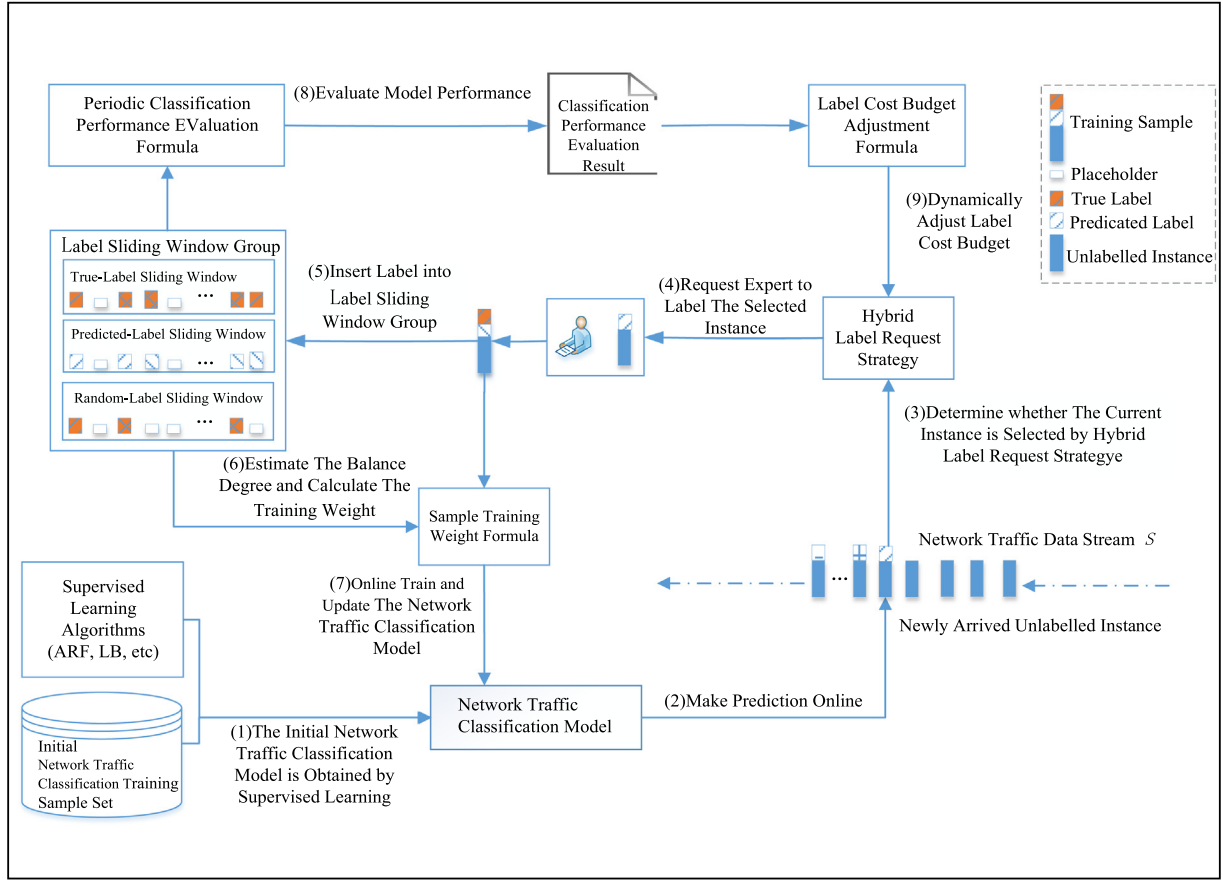 (8)Evaluate Model Performance
Periodic Classification
Performance EValuation
Formula
Classification
Performance
Evaluation
Result
Label Cost Budget
Adjustment
Formula
Training Sample
Placeholder
True Label
Predicated Label
Unlabelled Instance
(9)Dynamically
Adjust Label
Cost Budget
Label Sliding Window Group
True-Label Sliding Window
...
Predicted-Label Sliding Window
...
Random-Label Sliding Window
...
(5)Insert Label into
Label Sliding
Window Group
(4)Request Expert to
Label The Selected
Instance
Hybrid
Label Request
Strategy
(3)Determine whether The Current
Instance is Selected by Hybrid
Label Request Strategye
(6)Estimate The Balance
Degree and Calculate The
Training Weight
Sample Training
Weight Formula
Network Traffic Data Stream S
...
Newly Arrived Unlabelled Instance
Supervised
Learning
Algorithms
(ARF, LB, etc)
(7)Online Train and
Update The Network
Traffic Classification
Model
Initial
Network Traffic
Classification Training
Sample Set
(1)The Initial Network
Traffic Classification
Model is Obtained by
Supervised Learning
Network Traffic
Classification Model
(2)Make Prediction Online